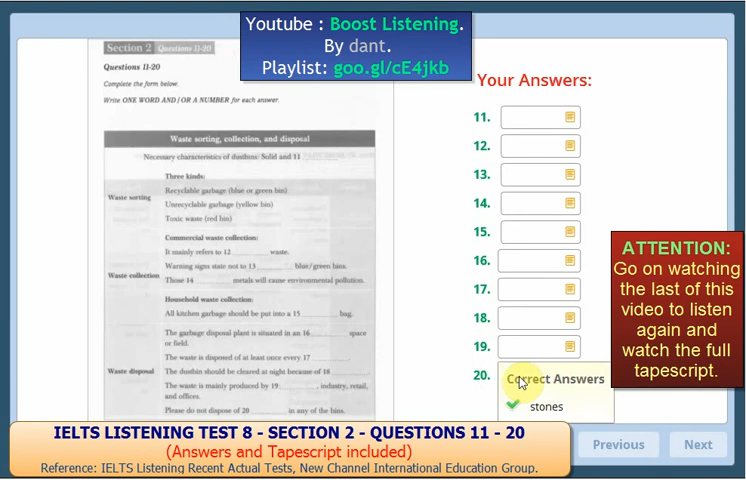 Youtube : Boost Listening.
By dant.
Playlist: goo.gl/cE4jkb
Section 2 Questions 11-20
Questions 11-20
Complete the form below.
Write ONE WORD AND / OR A NUMBER for each answer.
Waste sorting, collection, and disposal
Necessary characteristics of dustbins: Solid and 11
Waste sorting
Three kinds:
Recyclable garbage (blue or green bin)
Unrecyclable garbage (yellow bin)
Toxic waste (red bin)
Waste collection
Commercial waste collection:
It mainly refers to 12 ________ waste.
Warning signs state not to 13 ________ blue/green bins.
Those 14 ________ metals will cause environmental pollution.
Household waste collection:
All kitchen garbage should be put into a 15 ________ bag.
Waste disposal
The garbage disposal plant is situated in an 16 ________ space
or field.
The waste is disposed of at least once every 17 ________
The dustbin should be cleared at night because of 18 ________
The waste is mainly produced by 19 ________, industry, retail,
and offices.
Please do not dispose of 20 ________ in any of the bins.
Your Answers:
11.
12.
13.
14.
15.
16.
17.
18.
19.
20.
Correct Answers
stones
ATTENTION:
Go on watching
the last of this
video to listen
again and
watch the full
tapescript.
Previous
Next
IELTS LISTENING TEST 8 - SECTION 2 - QUESTIONS 11 - 20
(Answers and Tapescript included)
Reference: IELTS Listening Recent Actual Tests, New Channel International Education Group.